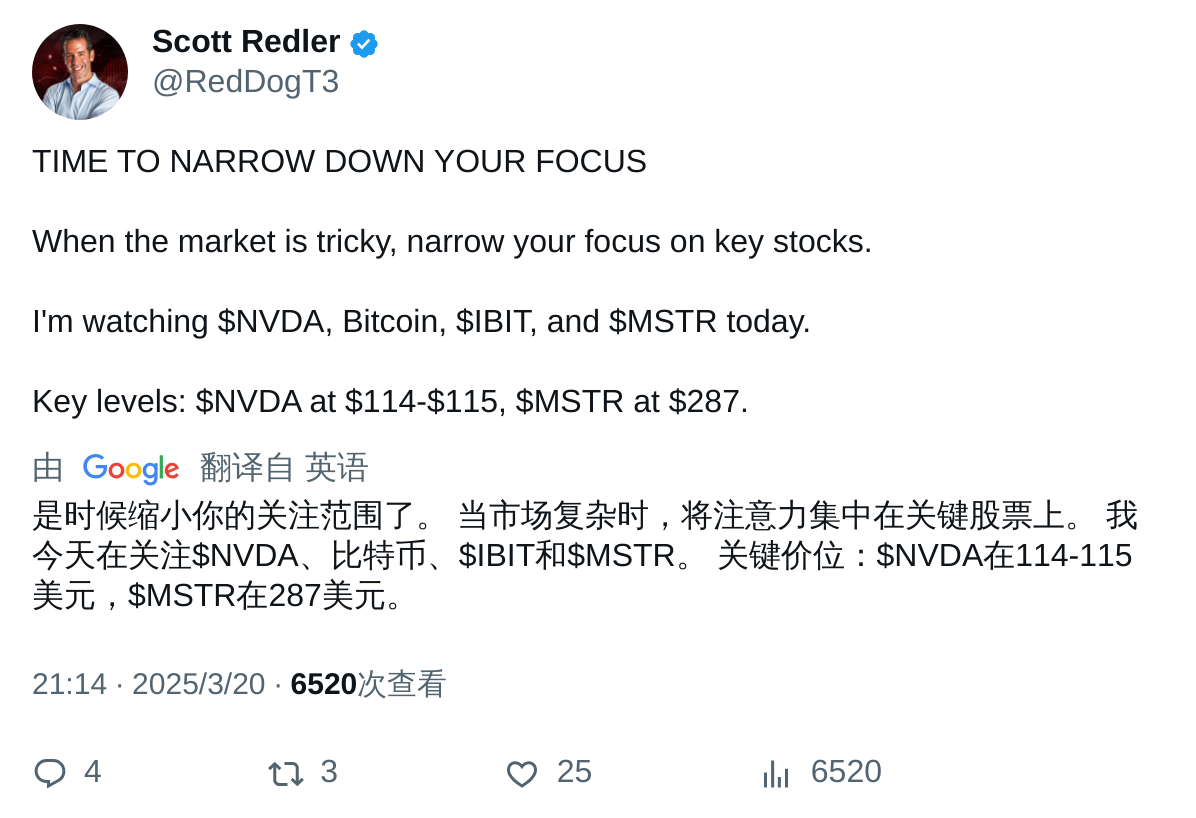 Scott Redler
@RedDogT3
TIME TO NARROW DOWN YOUR FOCUS
When the market is tricky, narrow your focus on key stocks.
I'm watching $NVDA, Bitcoin, $IBIT, and $MSTR today.
Key levels: $NVDA at $114-$115, $MSTR at $287.
由 Google 翻译自 英语
是时候缩小你的关注范围了。 当市场复杂时，将注意力集中在关键股票上。 我
今天在关注$NVDA、比特币、$IBIT和$MSTR。 关键价位：$NVDA在114-115
美元，$MSTR在287美元。
21:14 · 2025/3/20 · 6520次查看
4 3 25 6520